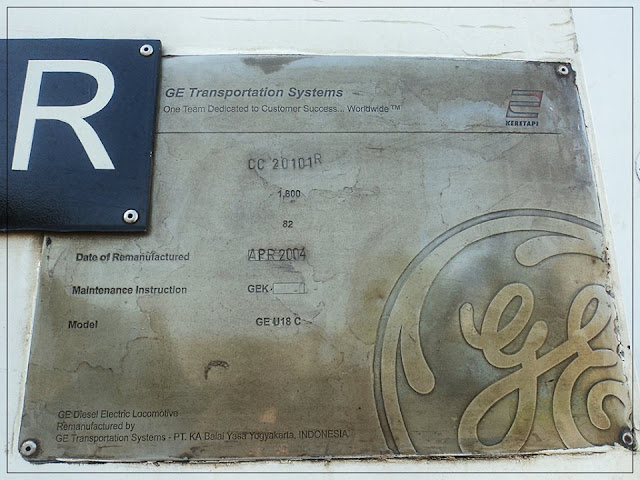 R
GE Transportation Systems
One Team Dedicated to Customer Success... Worldwide™
KERETAPI
CC 20101R
1,800
82
Date of Remanufactured APR 2004
Maintenance Instruction GEK
Model GE U18 C
GE
GE Diesel Electric Locomotive
Remanufactured by
GE Transportation Systems - PT. KA Balai Yasa Yogyakarta, INDONESIA